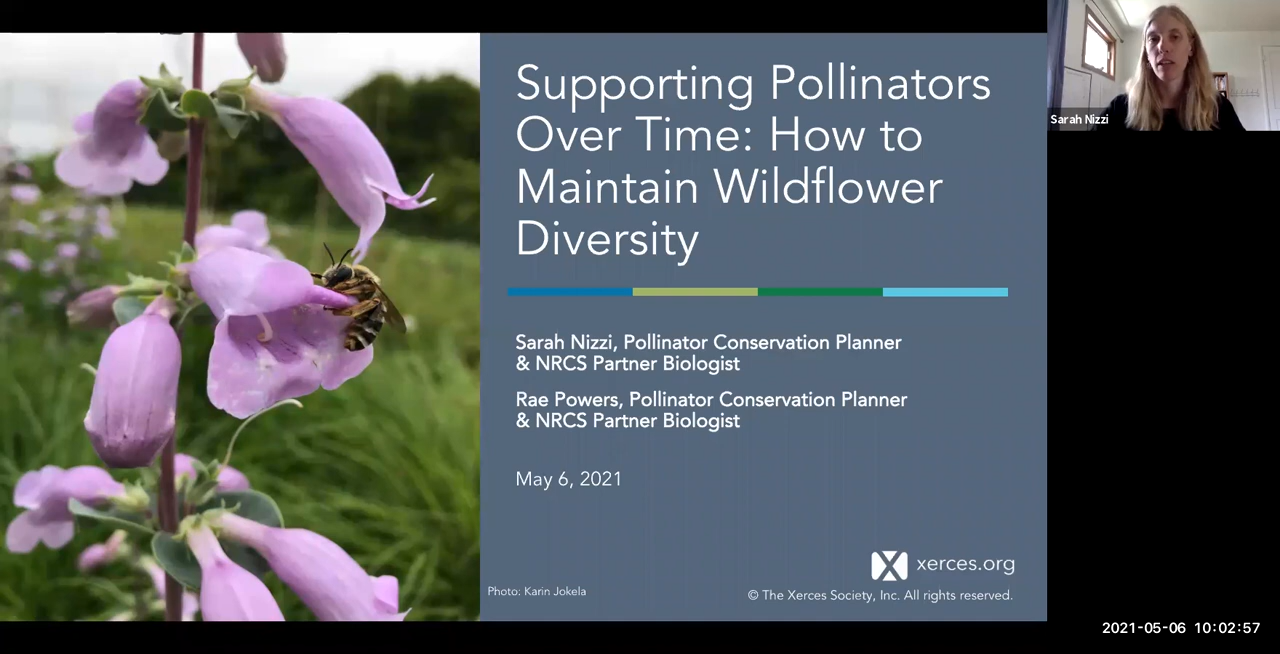 Supporting Pollinators
Over Time: How to
Maintain Wildflower
Diversity
Sarah Nizzi, Pollinator Conservation Planner
& NRCS Partner Biologist
Rae Powers, Pollinator Conservation Planner
& NRCS Partner Biologist
May 6, 2021
xerces.org
Photo: Karin Jokela
© The Xerces Society, Inc. All rights reserved.
Sarah Nizzi
2021-05-06 10:02:57